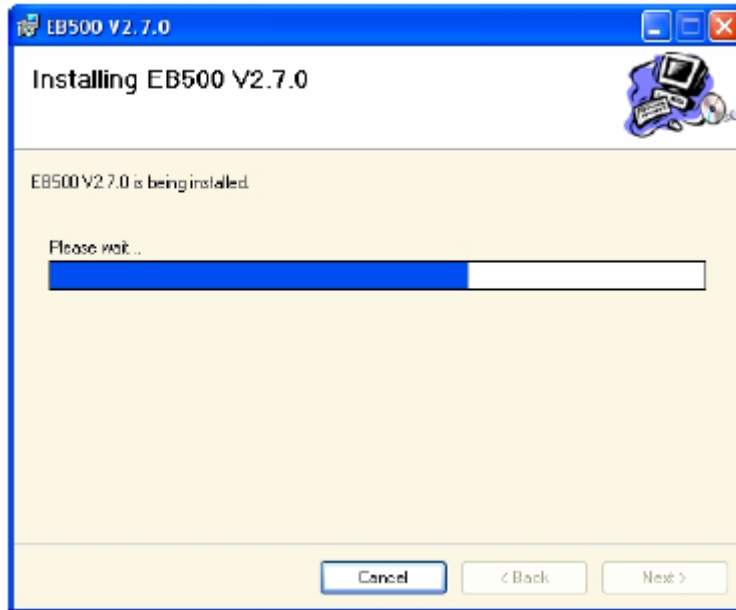 EB500 V2.7.0
Installing EB500 V2.7.0
EB500 V2.7.0 is being installed.
Please wait...
Cancel
< Back
Next >